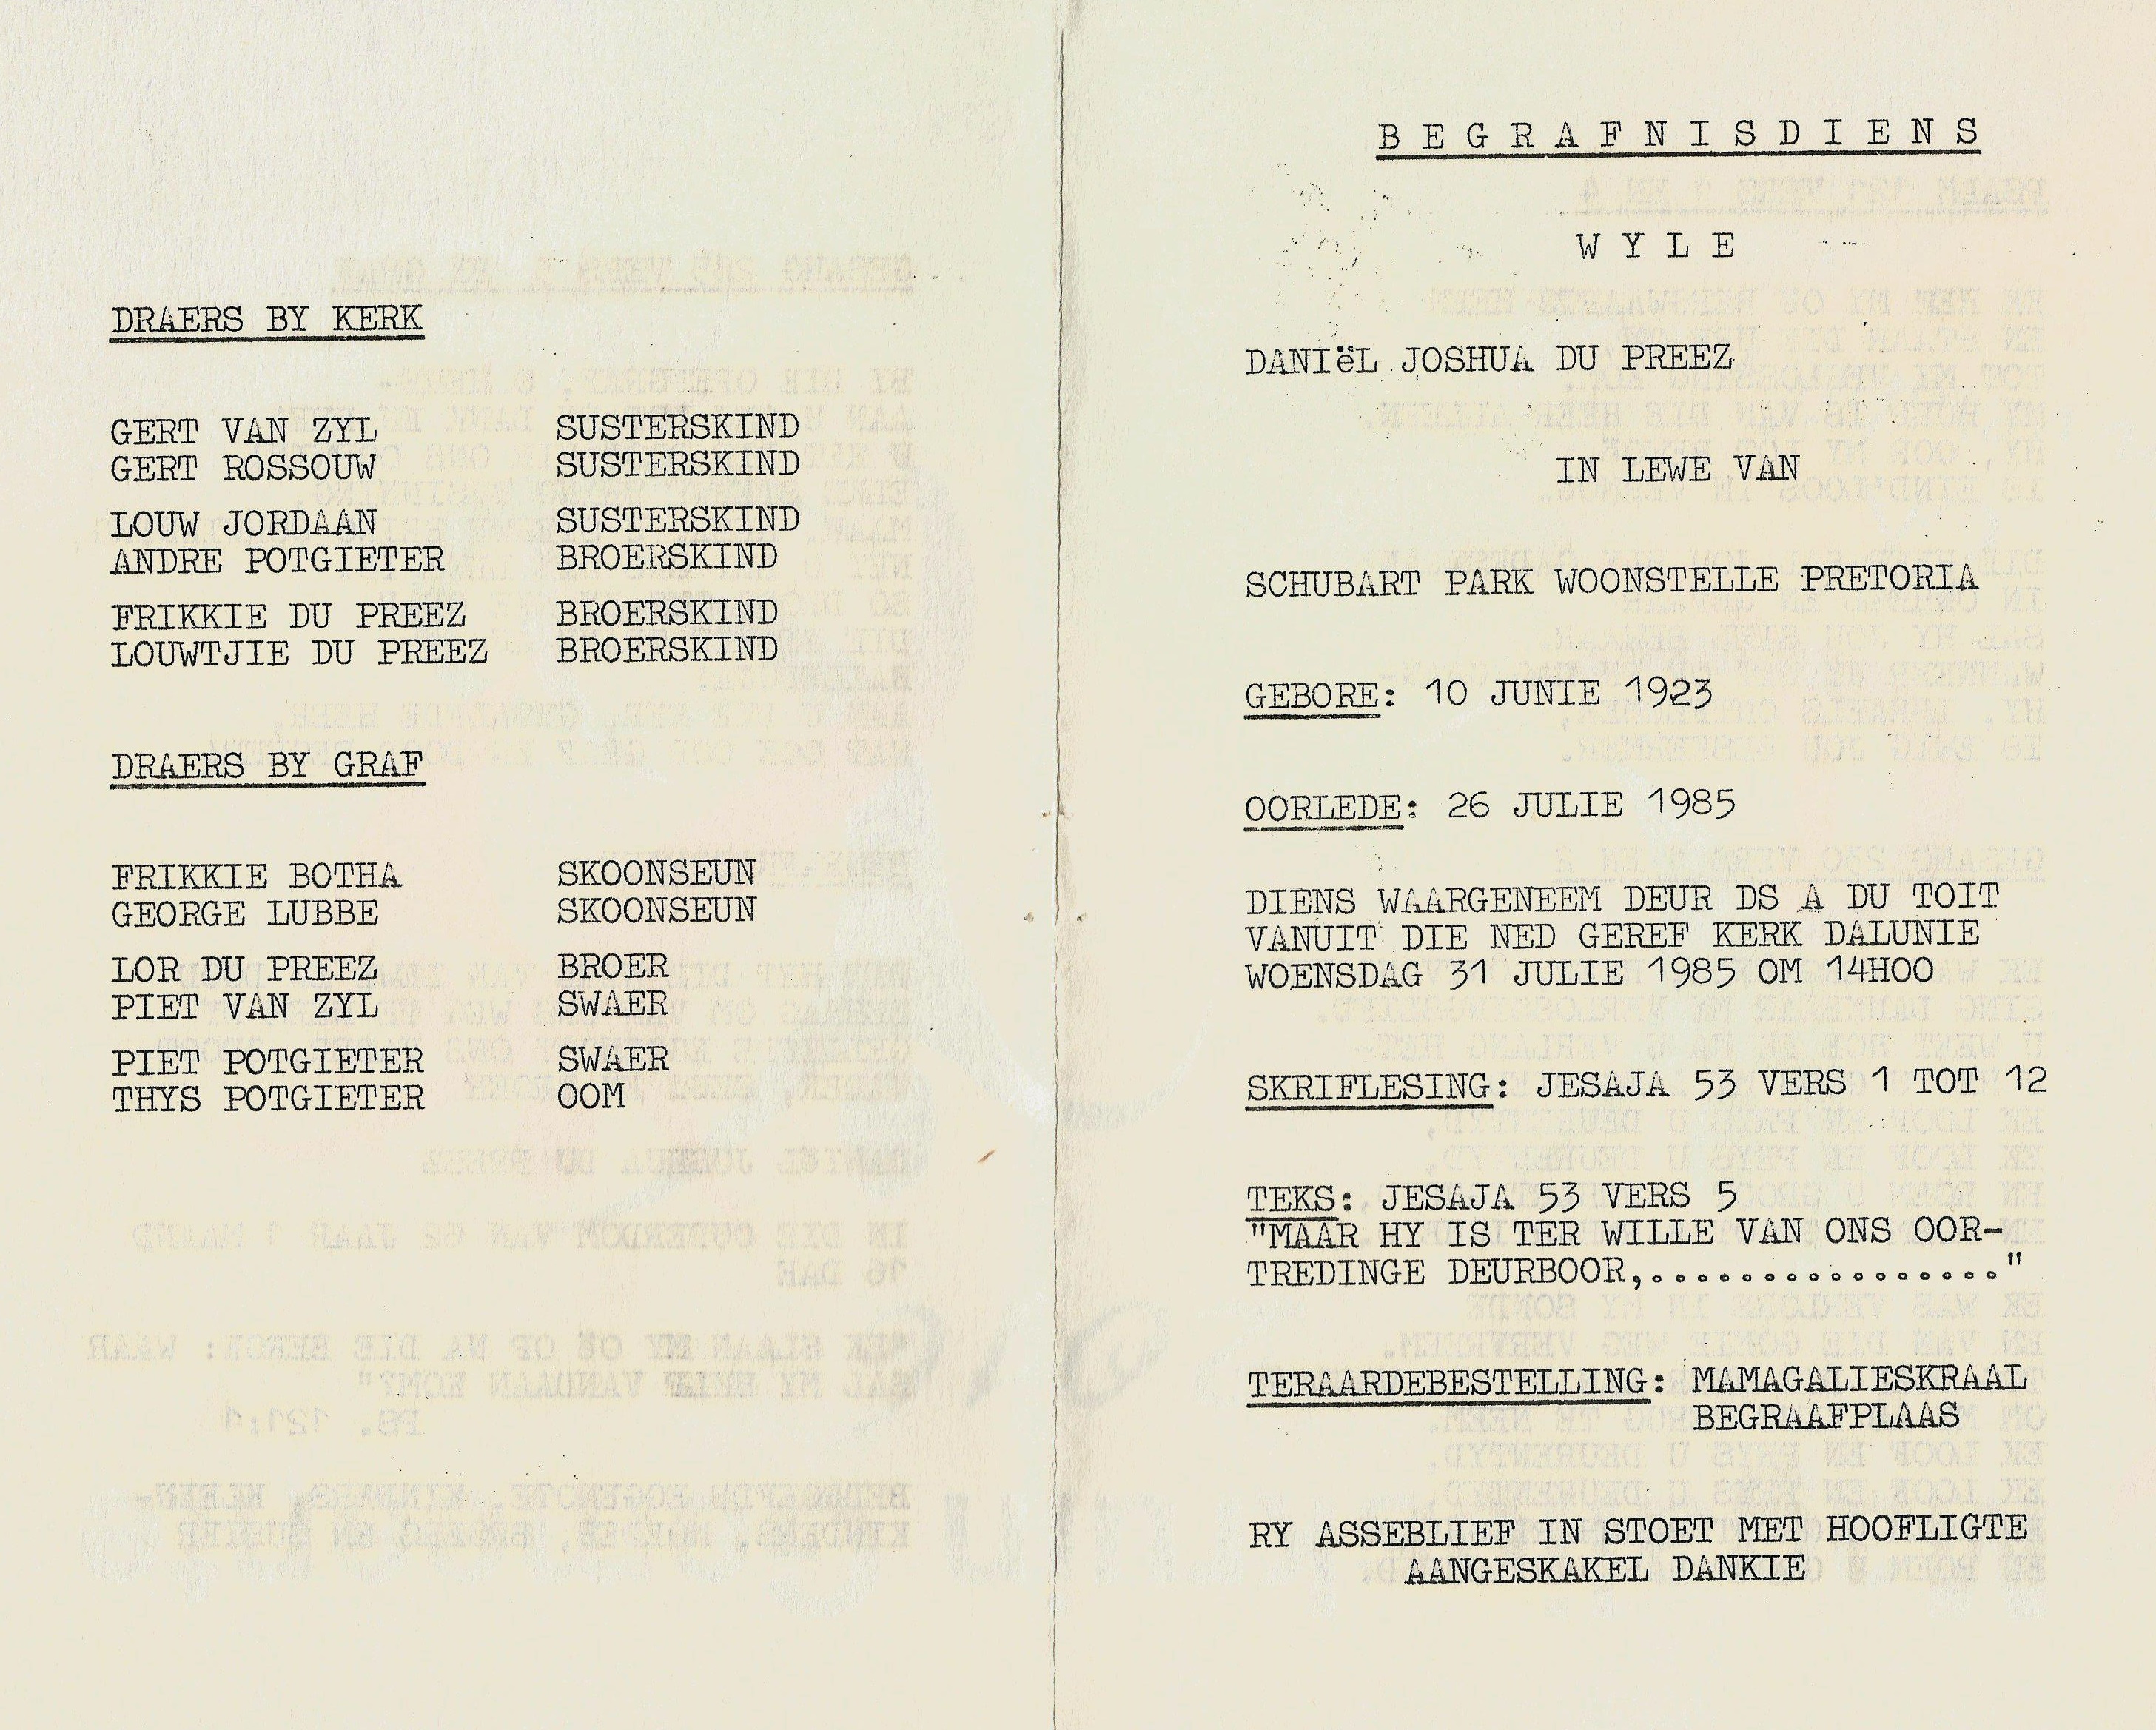 DRAERS BY KERK
GERT VAN ZYL SUSTERSKIND
GERT ROSSOUW SUSTERSKIND
LOUW JORDAAN SUSTERSKIND
ANDRE POTGIETER BROERSKIND
FRIKKIE DU PREEZ BROERSKIND
LOUWTJIE DU PREEZ BROERSKIND
DRAERS BY GRAF
FRIKKIE BOTHA SKOONSEUN
GEORGE LUBBE SKOONSEUN
LOR DU PREEZ BROER
PIET VAN ZYL SWAER
PIET POTGIETER SWAER
THYS POTGIETER OOM
B E G R A F N I S D I E N S
W Y L E
DANIëL JOSHUA DU PREEZ
IN LEWE VAN
SCHUBART PARK WOONSTELLE PRETORIA
GEBORE: 10 JUNIE 1923
OORLEDE: 26 JULIE 1985
DIENS WAARGENEEM DEUR DS A DU TOIT
VANUIT DIE NED GEREF KERK DALUNIE
WOENSDAG 31 JULIE 1985 OM 14H00
SKRIFLESING: JESAJA 53 VERS 1 TOT 12
TEKS: JESAJA 53 VERS 5
"MAAR HY IS TER WILLE VAN ONS OOR-
TREDINGE DEURBOOR,................"
TERAARDEBESTELLING: MAMAGALIESKRAAL
BEGRAAFPLAAS
RY ASSEBLIEF IN STOET MET HOOFLIGTE
AANGESKAKEL DANKIE